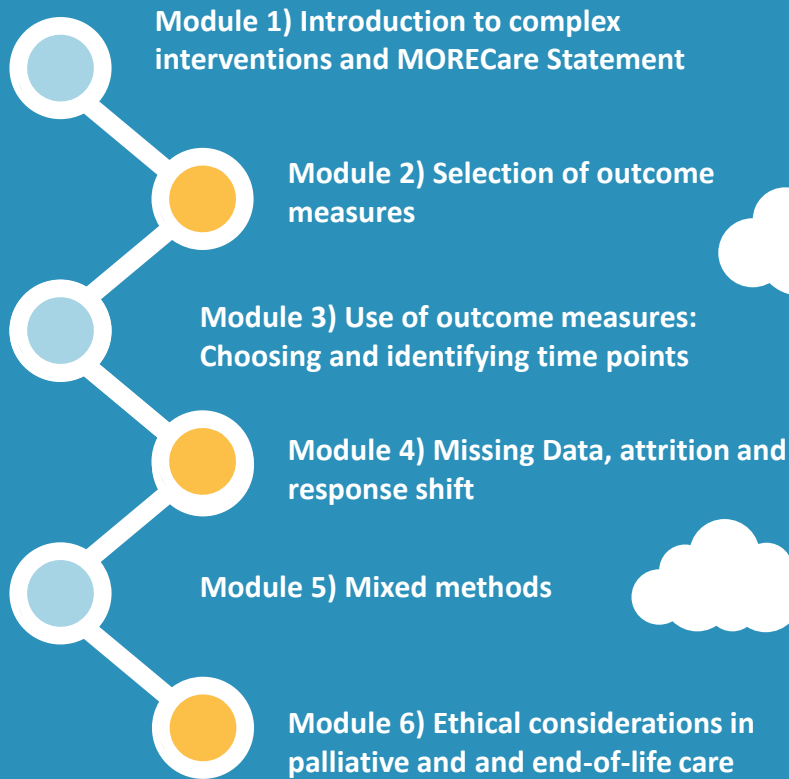 Module 1) Introduction to complex
interventions and MORECare Statement
Module 2) Selection of outcome
measures
Module 3) Use of outcome measures:
Choosing and identifying time points
Module 4) Missing Data, attrition and
response shift
Module 5) Mixed methods
Module 6) Ethical considerations in
palliative and and end-of-life care